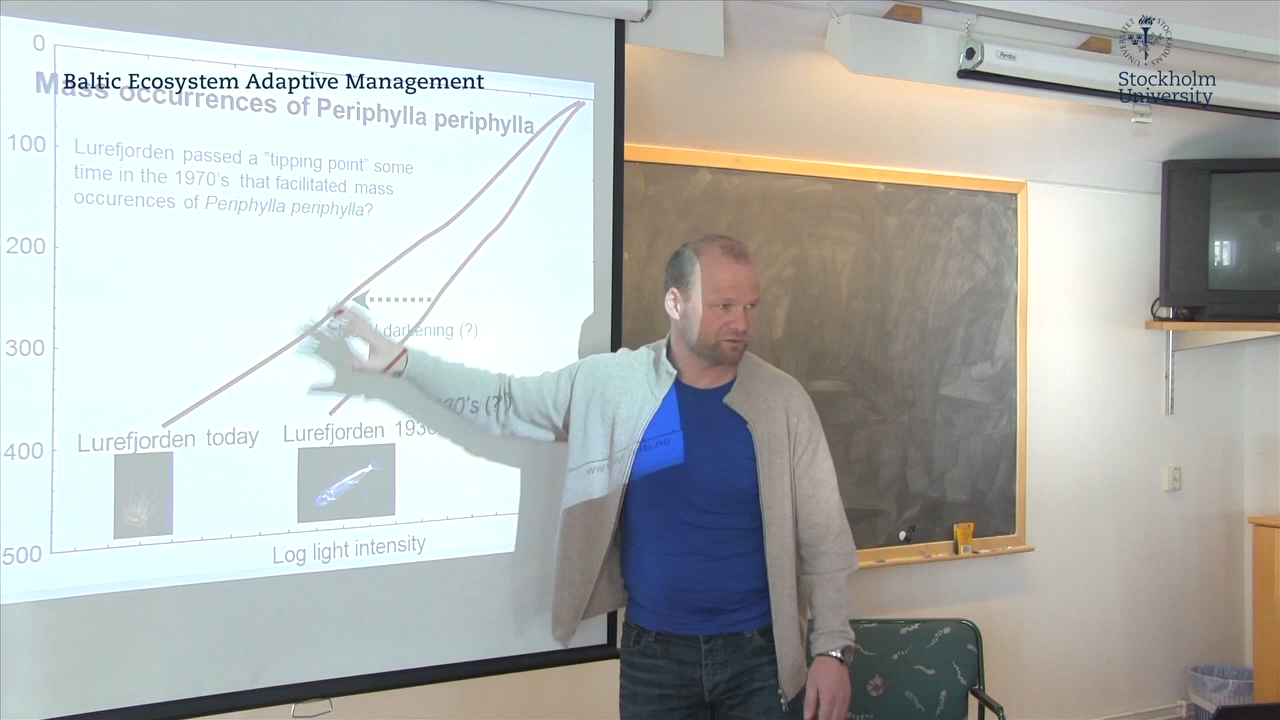 Baltic Ecosystem Adaptive Management
Stockholm
University
Mass occurrences of Periphylla periphylla
Lurefjorden passed a "tipping point" some
time in the 1970's that facilitated mass
occurences of Periphylla periphylla?
0
100
200
300
400
500
darkening (?)
30's (?)
Lurefjorden today
Lurefjorden 193
Log light intensity